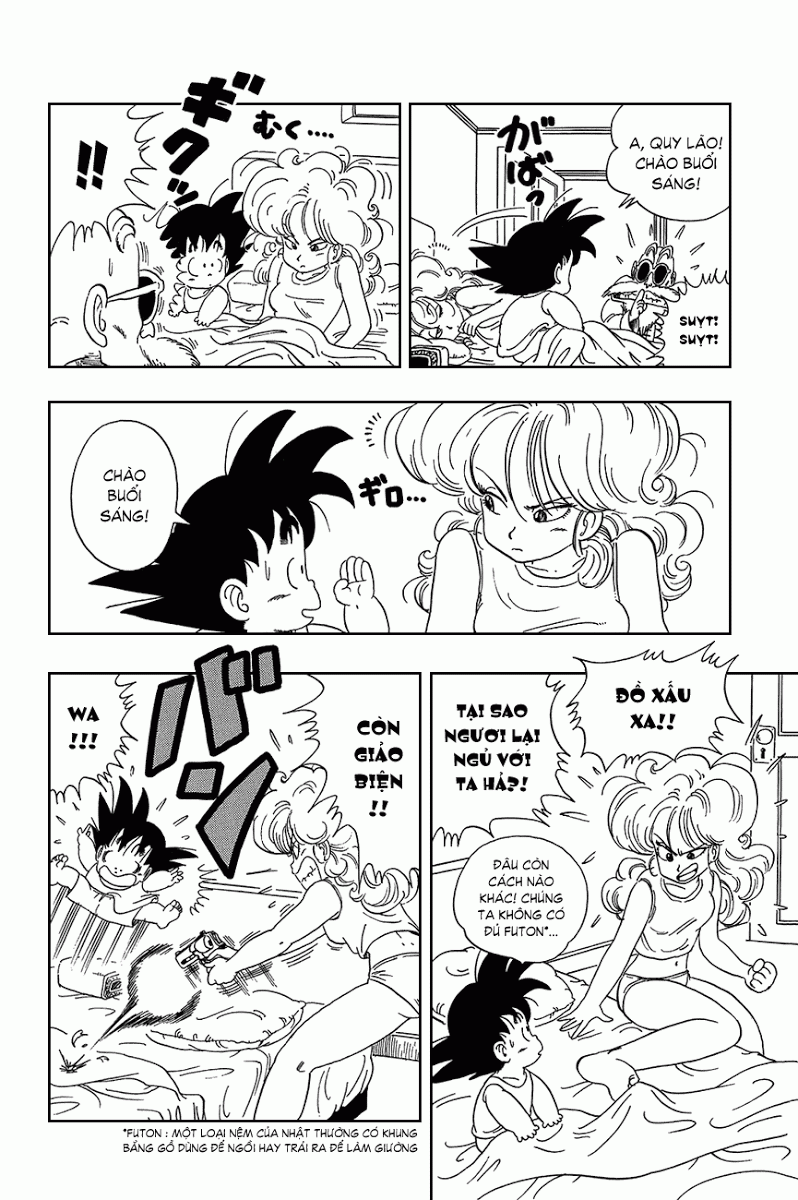 A, QUY LÃO!
CHÀO BUỔI
SÁNG!
がばっ
SUỴT!
SUỴT!
むく....
ギクッ
!!
ギロ...
CHÀO
BUỔI
SÁNG!
ĐỒ XẤU
XA!!
TẠI SAO
NGƯƠI LẠI
NGỦ VỚI
TA HẢ?!
ĐÂU CÒN
CÁCH NÀO
KHÁC! CHÚNG
TA KHÔNG CÓ
ĐỦ FUTON*...
CÒN
GIẢO
BIỆN
!!
バン
WA
!!!
*FUTON : MỘT LOẠI NỆM CỦA NHẬT THƯỜNG CÓ KHUNG
BẰNG GỖ DÙNG ĐỂ NGỒI HAY TRẢI RA ĐỂ LÀM GIƯỜNG